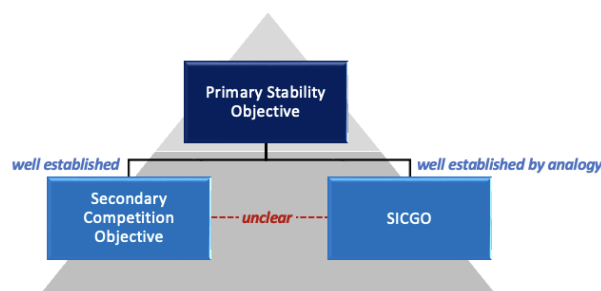 Primary Stability
Objective
well established
well established by analogy
Secondary
Competition
Objective
unclear
SICGO